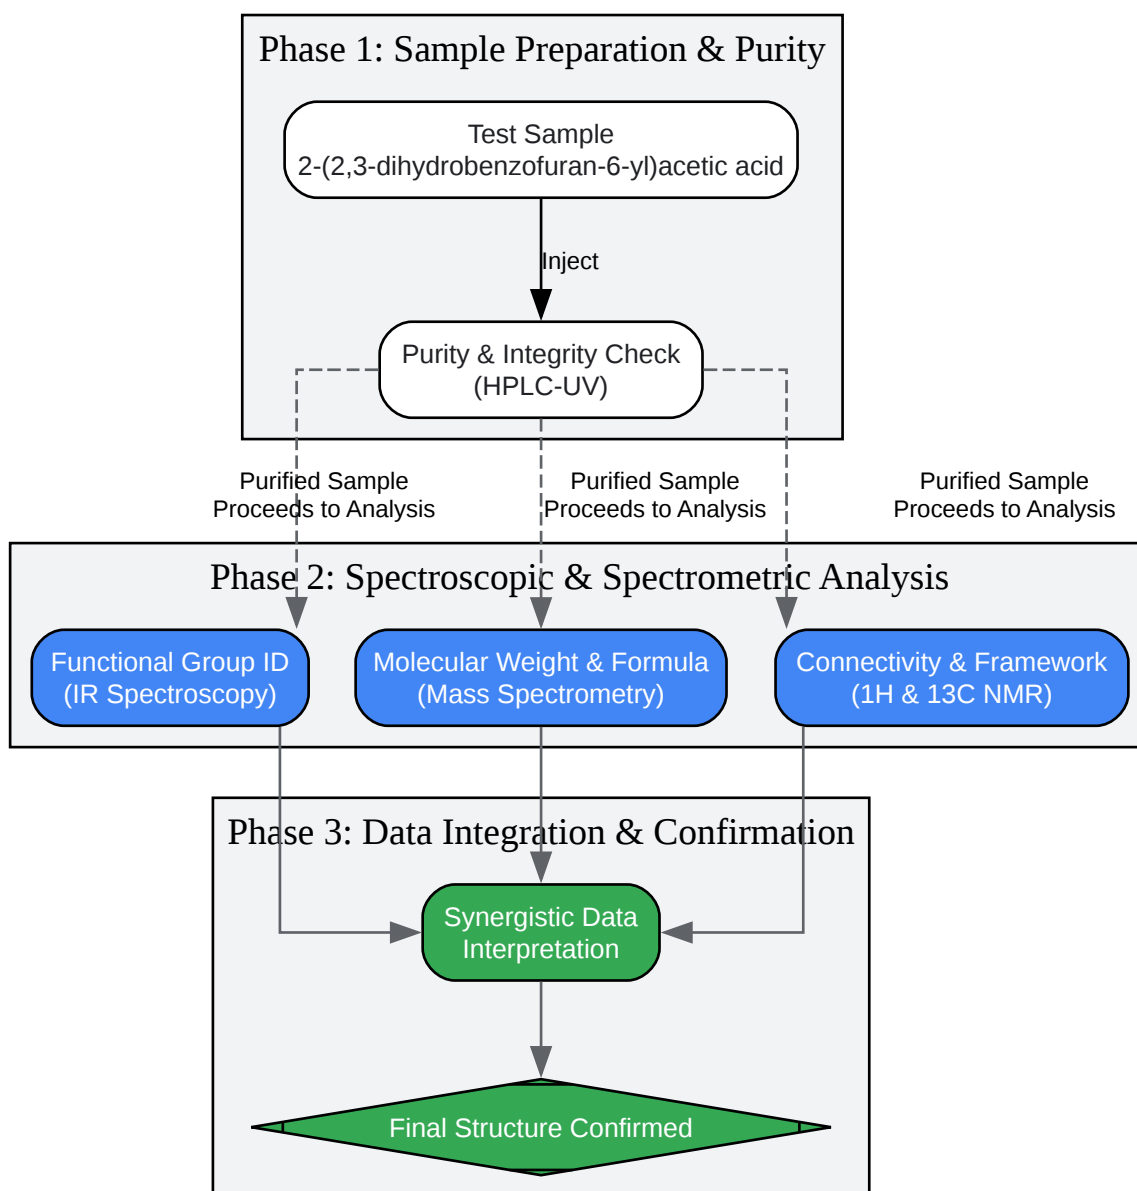 Phase 1: Sample Preparation & Purity
Test Sample
2-(2,3-dihydrobenzofuran-6-yl)acetic acid
Inject
Purity & Integrity Check
(HPLC-UV)
Purified Sample
Proceeds to Analysis
Purified Sample
Proceeds to Analysis
Purified Sample
Proceeds to Analysis
Phase 2: Spectroscopic & Spectrometric Analysis
Functional Group ID
(IR Spectroscopy)
Molecular Weight & Formula
(Mass Spectrometry)
Connectivity & Framework
(1H & 13C NMR)
Phase 3: Data Integration & Confirmation
Synergistic Data
Interpretation
Final Structure Confirmed